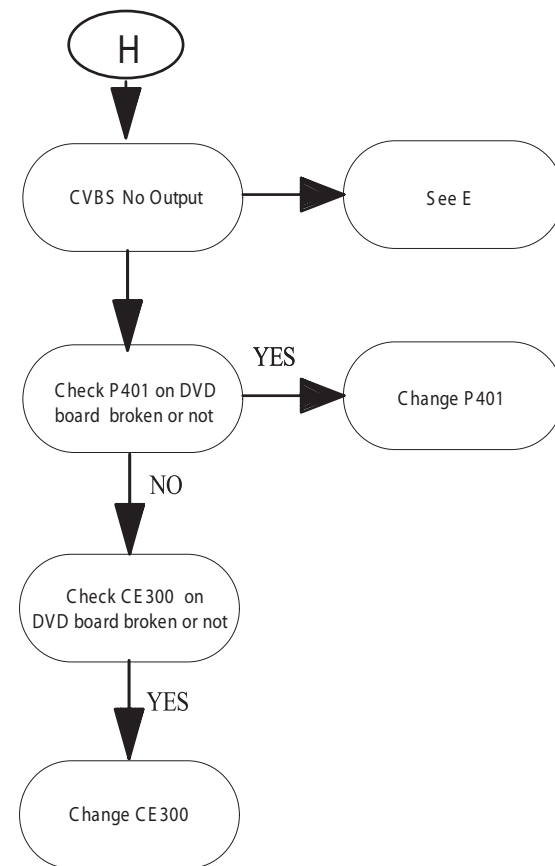 H
CVBS No Output
See E
Check P401 on DVD
board broken or not
YES
Change P401
NO
Check CE300 on
DVD board broken or not
YES
Change CE300